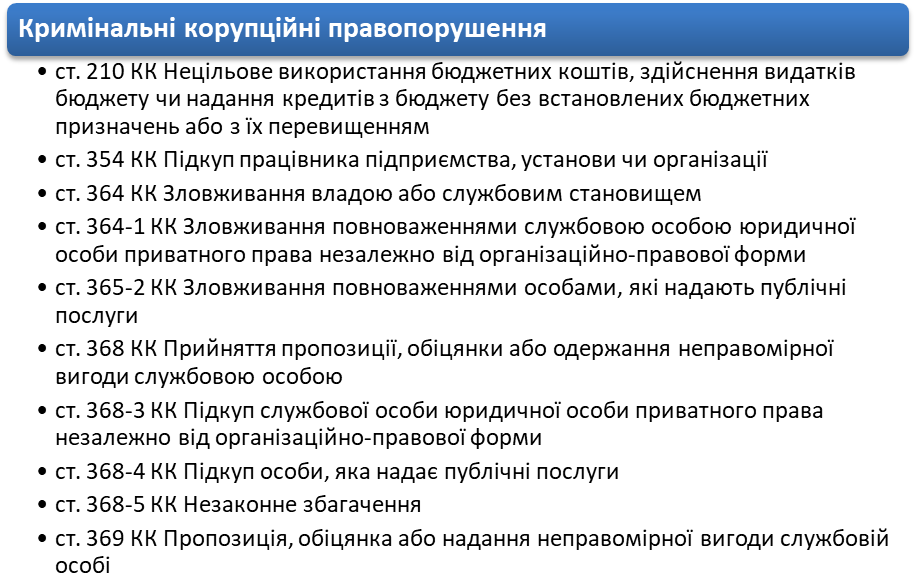 Кримінальні корупційні правопорушення
• ст. 210 КК Нецільове використання бюджетних коштів, здійснення видатків
бюджету чи надання кредитів з бюджету без встановлених бюджетних
призначень або з їх перевищенням
• ст. 354 КК Підкуп працівника підприємства, установи чи організації
• ст. 364 КК Зловживання владою або службовим становищем
• ст. 364-1 КК Зловживання повноваженнями службовою особою юридичної
особи приватного права незалежно від організаційно-правової форми
• ст. 365-2 КК Зловживання повноваженнями особами, які надають публічні
послуги
• ст. 368 КК Прийняття пропозиції, обіцянки або одержання неправомірної
вигоди службовою особою
• ст. 368-3 КК Підкуп службової особи юридичної особи приватного права
незалежно від організаційно-правової форми
• ст. 368-4 КК Підкуп особи, яка надає публічні послуги
• ст. 368-5 КК Незаконне збагачення
• ст. 369 КК Пропозиція, обіцянка або надання неправомірної вигоди службовій
особі